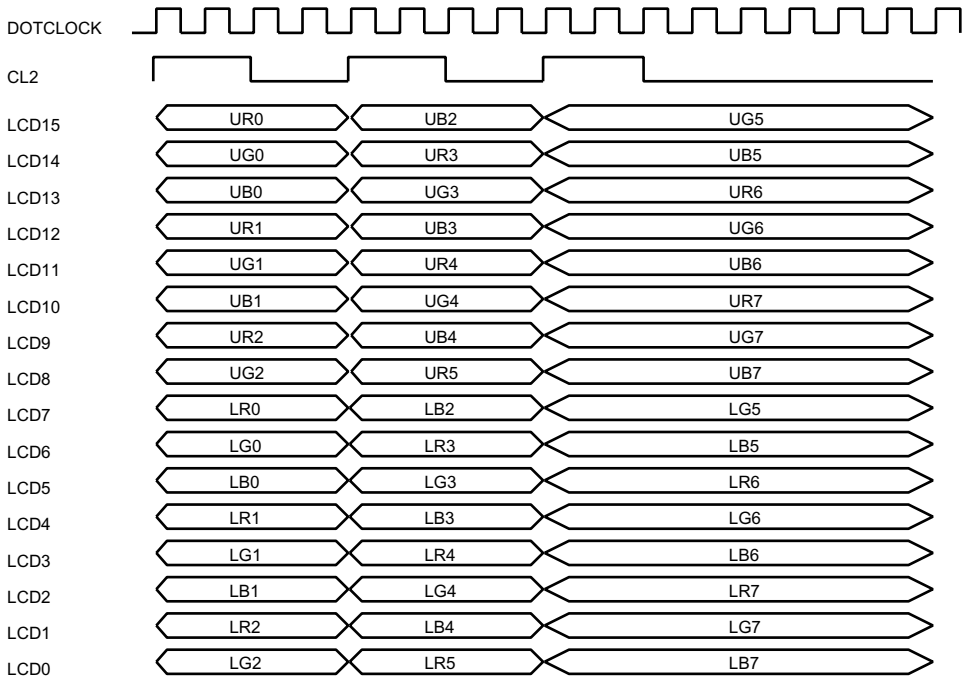 DOTCLOCK
CL2
LCD15 UR0 UB2 UG5
LCD14 UG0 UR3 UB5
LCD13 UB0 UG3 UR6
LCD12 UR1 UB3 UG6
LCD11 UG1 UR4 UB6
LCD10 UB1 UG4 UR7
LCD9 UR2 UB4 UG7
LCD8 UG2 UR5 UB7
LCD7 LR0 LB2 LG5
LCD6 LG0 LR3 LB5
LCD5 LB0 LG3 LR6
LCD4 LR1 LB3 LG6
LCD3 LG1 LR4 LB6
LCD2 LB1 LG4 LR7
LCD1 LR2 LB4 LG7
LCD0 LG2 LR5 LB7